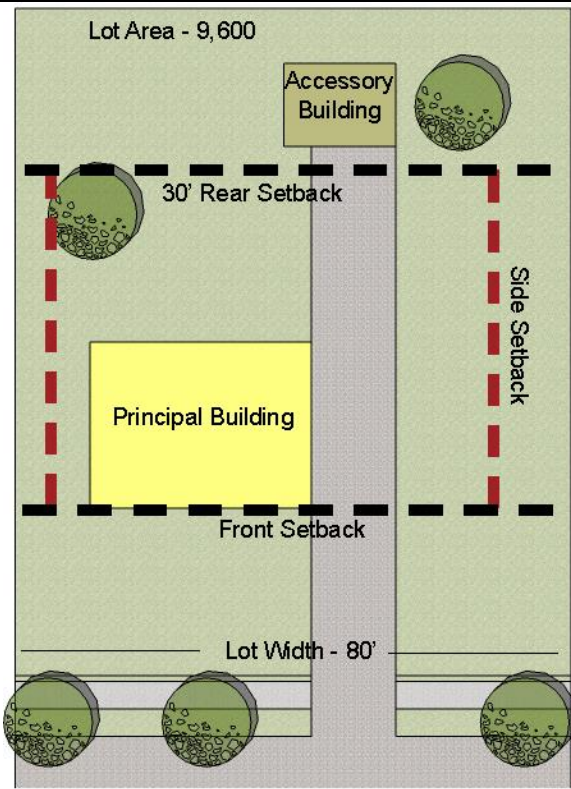 Lot Area - 9,600
Accessory
Building
30' Rear Setback
Side Setback
Principal Building
Front Setback
Lot Width - 80'